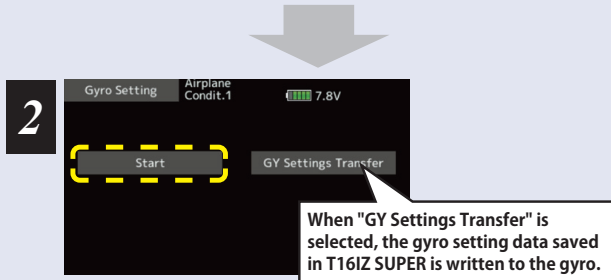 2
Gyro Setting
Airplane
Condit.1
7.8V
Start
GY Settings Transfer
When "GY Settings Transfer" is
selected, the gyro setting data saved
in T16IZ SUPER is written to the gyro.